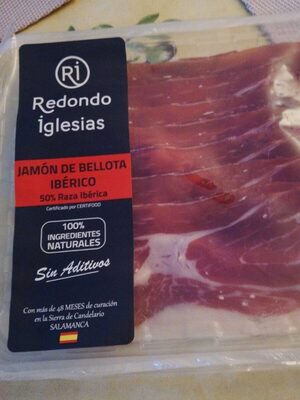 Ri
Redondo
iglesias
JAMÓN DE BELLOTA
IBÉRICO
50% Raza Ibérica
Certificado por CERTIFOOD
100%
INGREDIENTES
NATURALES
Sin Aditivos
Con más de 48 MESES de curación
en la Sierra de Candelario
SALAMANCA